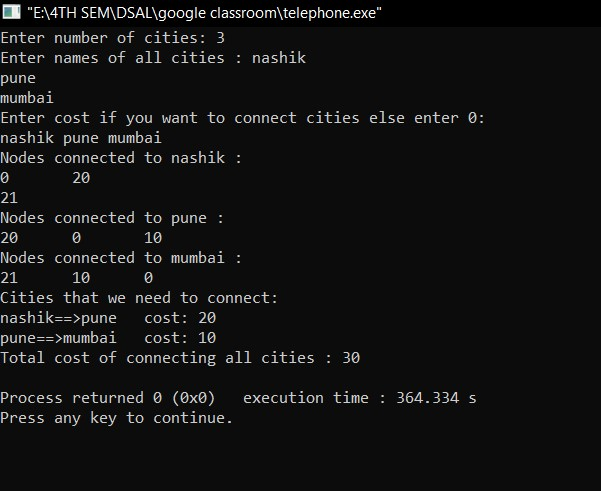 "E:\4TH SEM\DSAL\google classroom\telephone.exe"
Enter number of cities: 3
Enter names of all cities : nashik
pune
mumbai
Enter cost if you want to connect cities else enter 0:
nashik pune mumbai
Nodes connected to nashik :
0       20
21
Nodes connected to pune :
20      0       10
Nodes connected to mumbai :
21      10      0
Cities that we need to connect:
nashik==>pune   cost: 20
pune==>mumbai   cost: 10
Total cost of connecting all cities : 30
Process returned 0 (0x0)   execution time : 364.334 s
Press any key to continue.